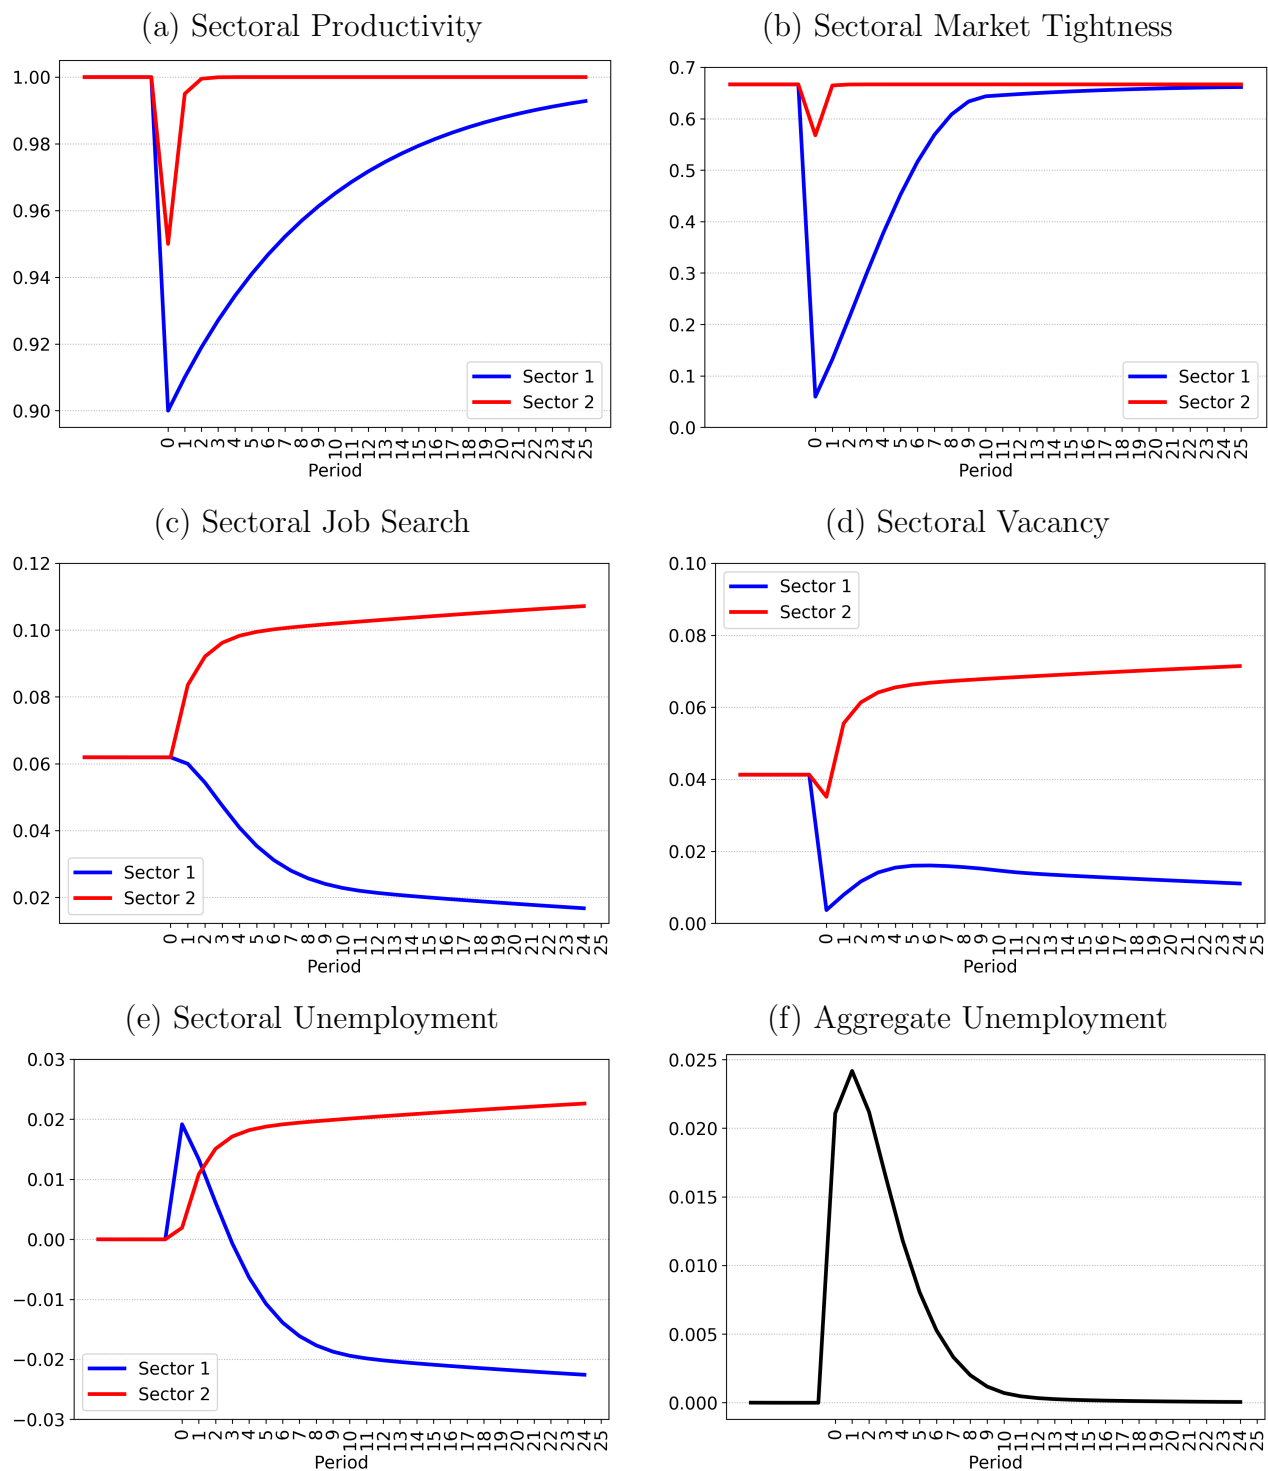 (a) Sectoral Productivity
1.00
0.98
0.96
0.94
0.92
0.90
Sector 1
Sector 2
0 1 2 3 4 5 6 7 8 9 10 11 12 13 14 15 16 17 18 19 20 21 22 23 24 25
Period
(b) Sectoral Market Tightness
0.7
0.6
0.5
0.4
0.3
0.2
0.1
0.0
Sector 1
Sector 2
0 1 2 3 4 5 6 7 8 9 10 11 12 13 14 15 16 17 18 19 20 21 22 23 24 25
Period
(c) Sectoral Job Search
0.12
0.10
0.08
0.06
0.04
0.02
Sector 1
Sector 2
0 1 2 3 4 5 6 7 8 9 10 11 12 13 14 15 16 17 18 19 20 21 22 23 24 25
Period
(d) Sectoral Vacancy
0.10
0.08
0.06
0.04
0.02
0.00
Sector 1
Sector 2
0 1 2 3 4 5 6 7 8 9 10 11 12 13 14 15 16 17 18 19 20 21 22 23 24 25
Period
(e) Sectoral Unemployment
0.03
0.02
0.01
0.00
−0.01
−0.02
−0.03
Sector 1
Sector 2
0 1 2 3 4 5 6 7 8 9 10 11 12 13 14 15 16 17 18 19 20 21 22 23 24 25
Period
(f) Aggregate Unemployment
0.025
0.020
0.015
0.010
0.005
0.000
0 1 2 3 4 5 6 7 8 9 10 11 12 13 14 15 16 17 18 19 20 21 22 23 24 25
Period